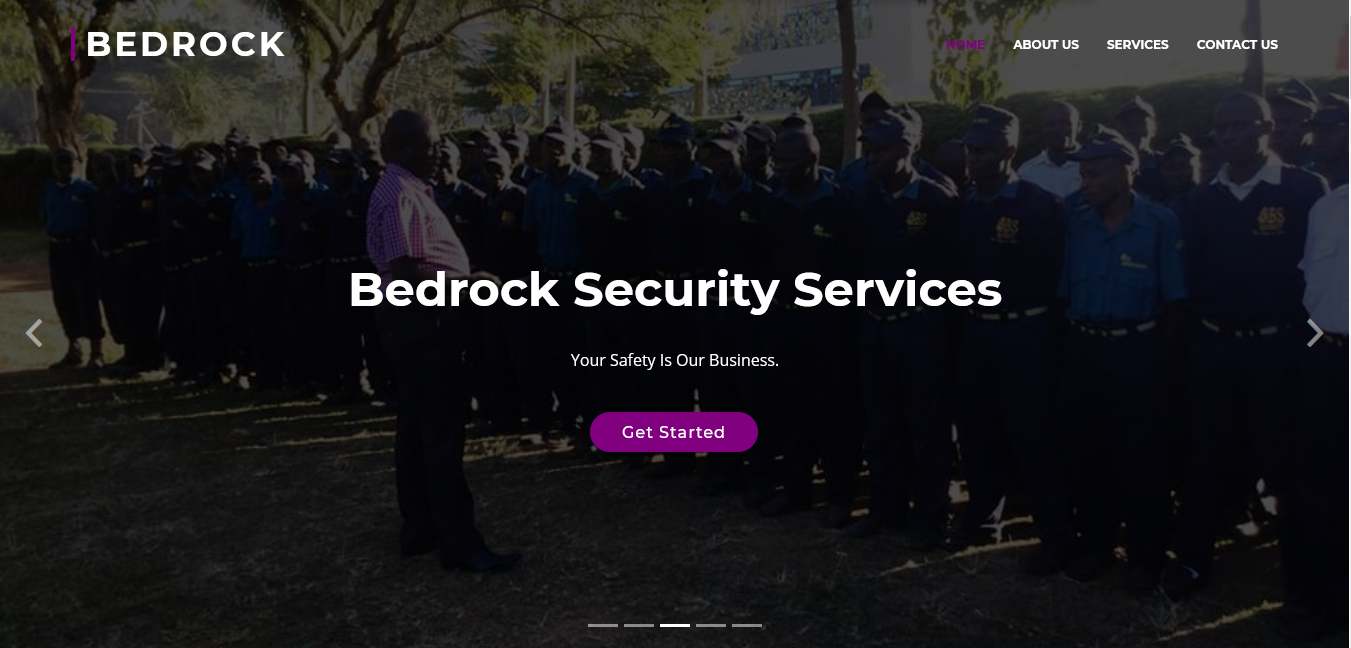 BEDROCK
HOME
ABOUT US
SERVICES
CONTACT US
Bedrock Security Services
Your Safety Is Our Business.
Get Started